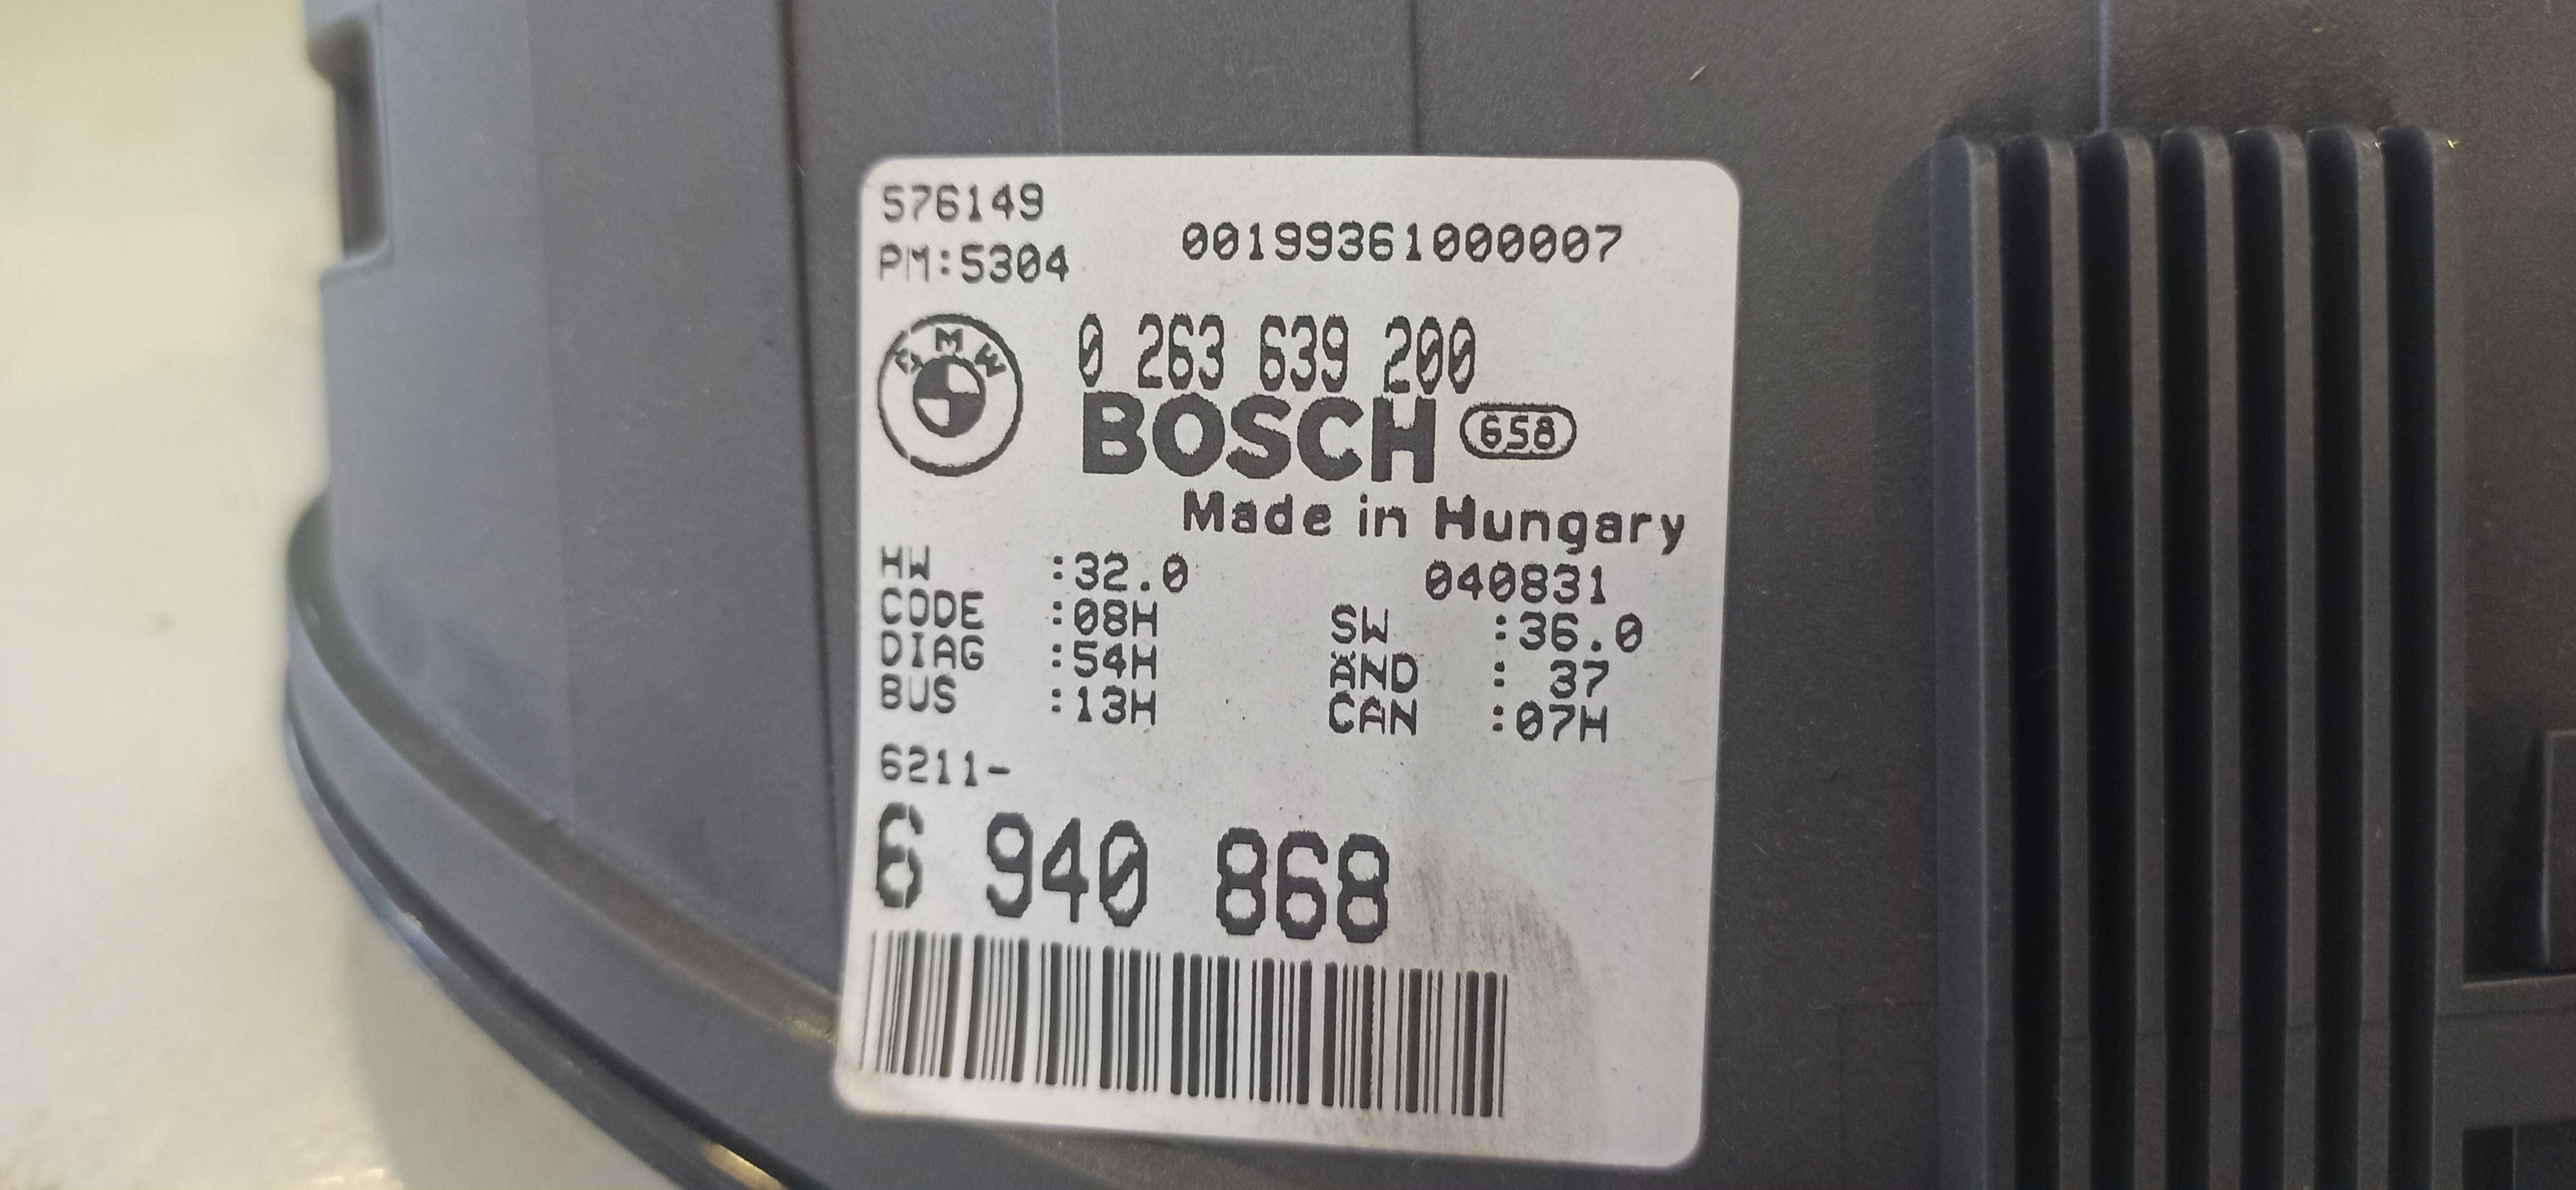 576149
PM:5304
00199361000007
BMW
0 263 639 200
BOSCH 658
Made in Hungary
HW :32.0 040831
CODE :08H SW :36.0
DIAG :54H ÄND : 37
BUS :13H CAN :07H
6211-
6 940 868